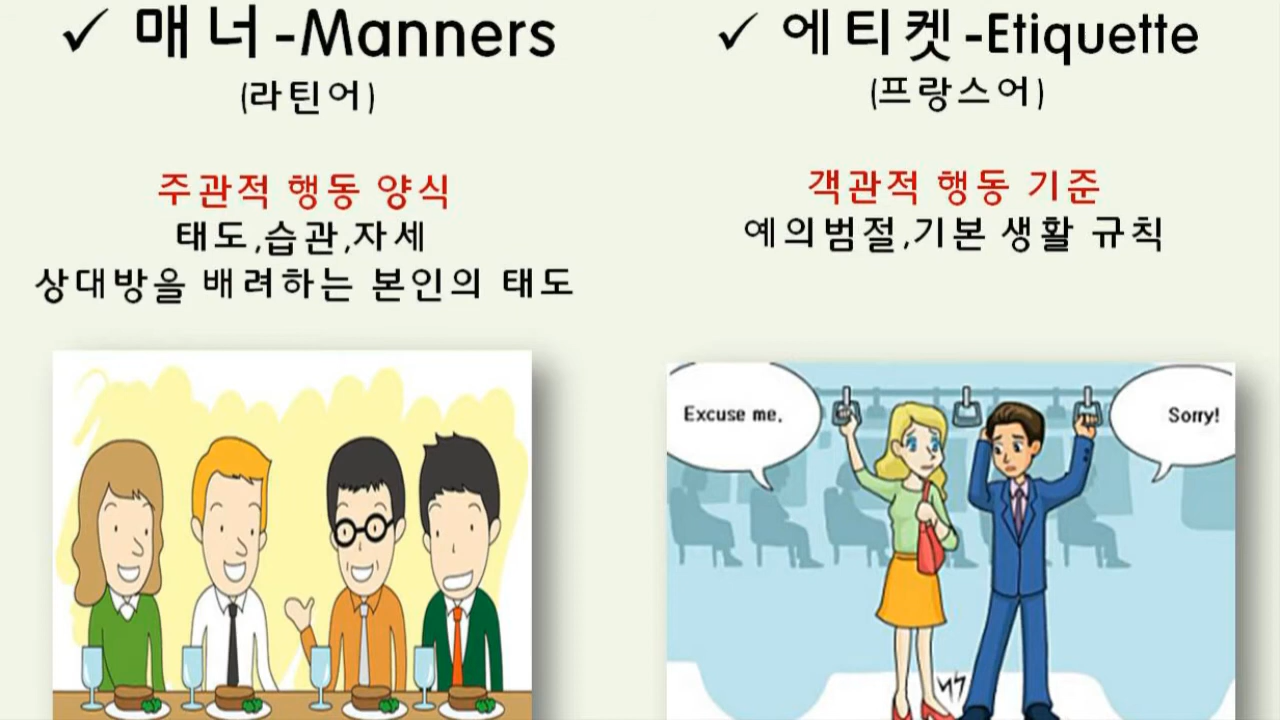 ✓ 매너-Manners
(라틴어)
주관적 행동 양식
태도,습관,자세
상대방을 배려하는 본인의 태도
✓ 에티켓-Etiquette
(프랑스어)
객관적 행동 기준
예의범절,기본 생활 규칙
Excuse me.
Sorry!